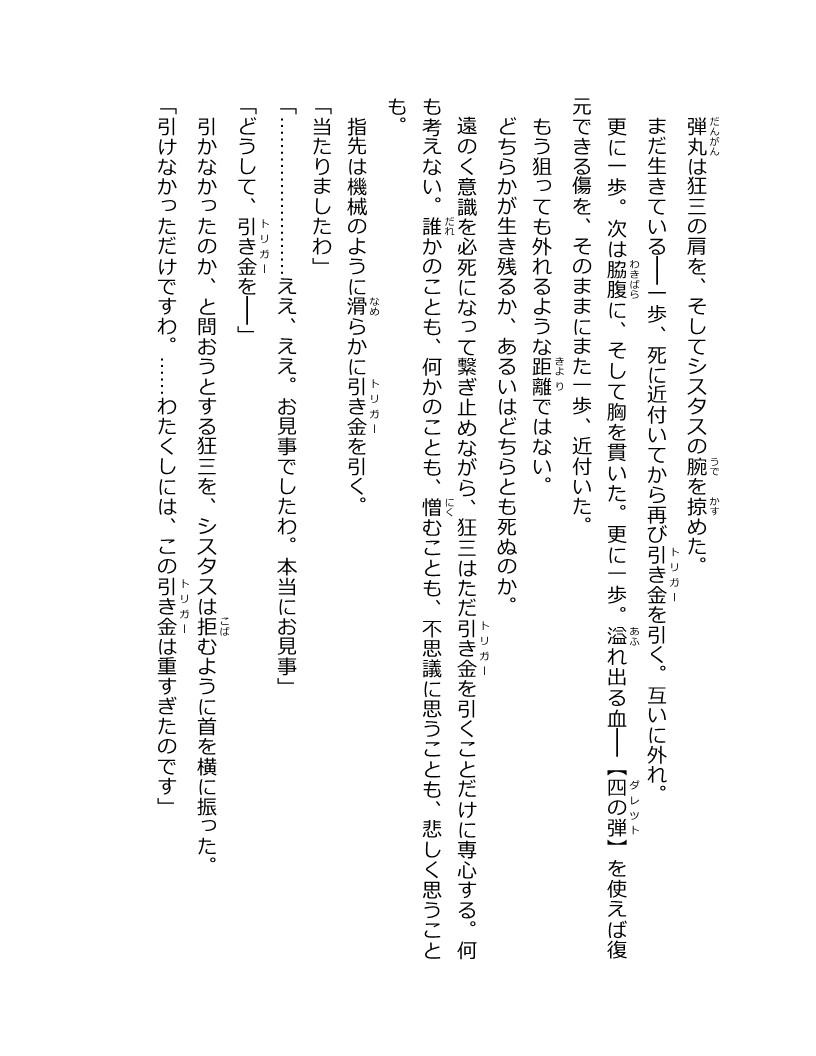 弾丸は狂三の肩を、そしてシスタスの腕を掠めた。
まだ生きている──一歩、死に近付いてから再び引き金を引く。互いに外れ。
更に一歩。次は脇腹に、そして胸を貫いた。更に一歩。溢れ出る血──【四の弾】を使えば復
元できる傷を、そのままにまた一歩、近付いた。
もう狙っても外れるような距離ではない。
どちらかが生き残るか、あるいはどちらとも死ぬのか。
遠のく意識を必死になって繋ぎ止めながら、狂三はただ引き金を引くことだけに専心する。何
も考えない。誰かのことも、何かのことも、憎むことも、不思議に思うことも、悲しく思うこと
も。
指先は機械のように滑らかに引き金を引く。
「当たりましたわ」
「……………………ええ、ええ。お見事でしたわ。本当にお見事」
「どうして、引き金を──」
引かなかったのか、と問おうとする狂三を、シスタスは拒むように首を横に振った。
「引けなかっただけですわ。……わたくしには、この引き金は重すぎたのです」